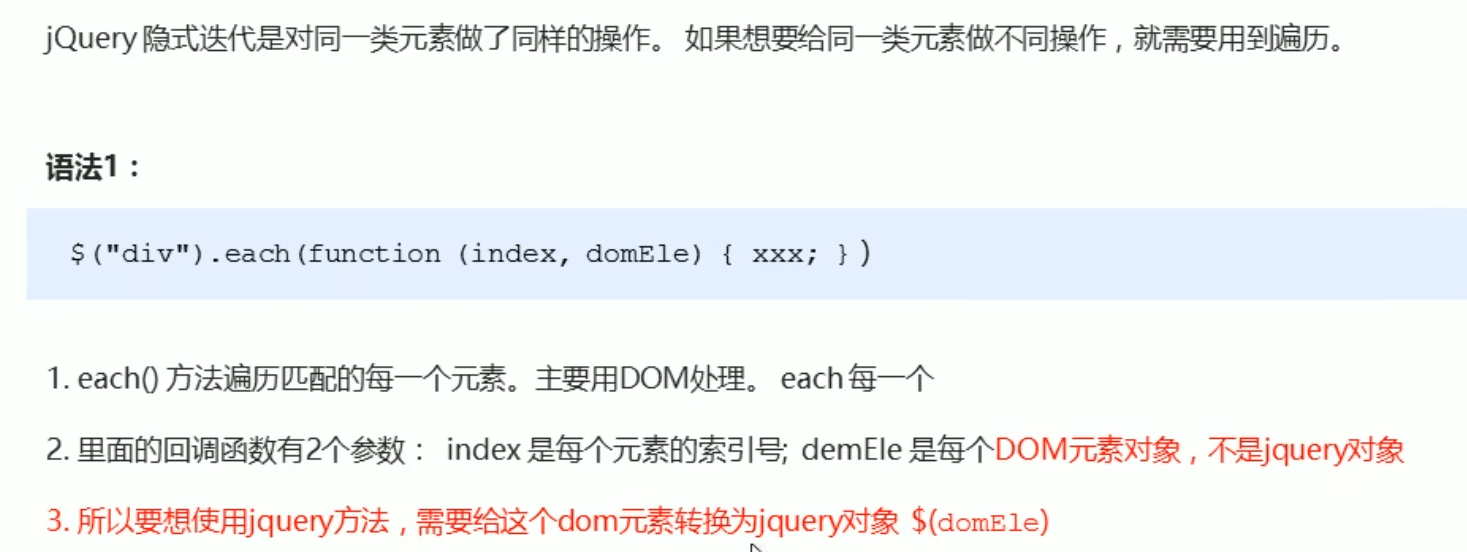 jQuery 隐式迭代是对同一类元素做了同样的操作。 如果想要给同一类元素做不同操作，就需要用到遍历。
语法1：
$("div").each(function (index, domEle) { xxx; })
1. each() 方法遍历匹配的每一个元素。主要用DOM处理。 each 每一个
2. 里面的回调函数有2个参数： index 是每个元素的索引号; demEle 是每个DOM元素对象，不是jquery对象
3. 所以要想使用jquery方法，需要给这个dom元素转换为jquery对象 $(domEle)